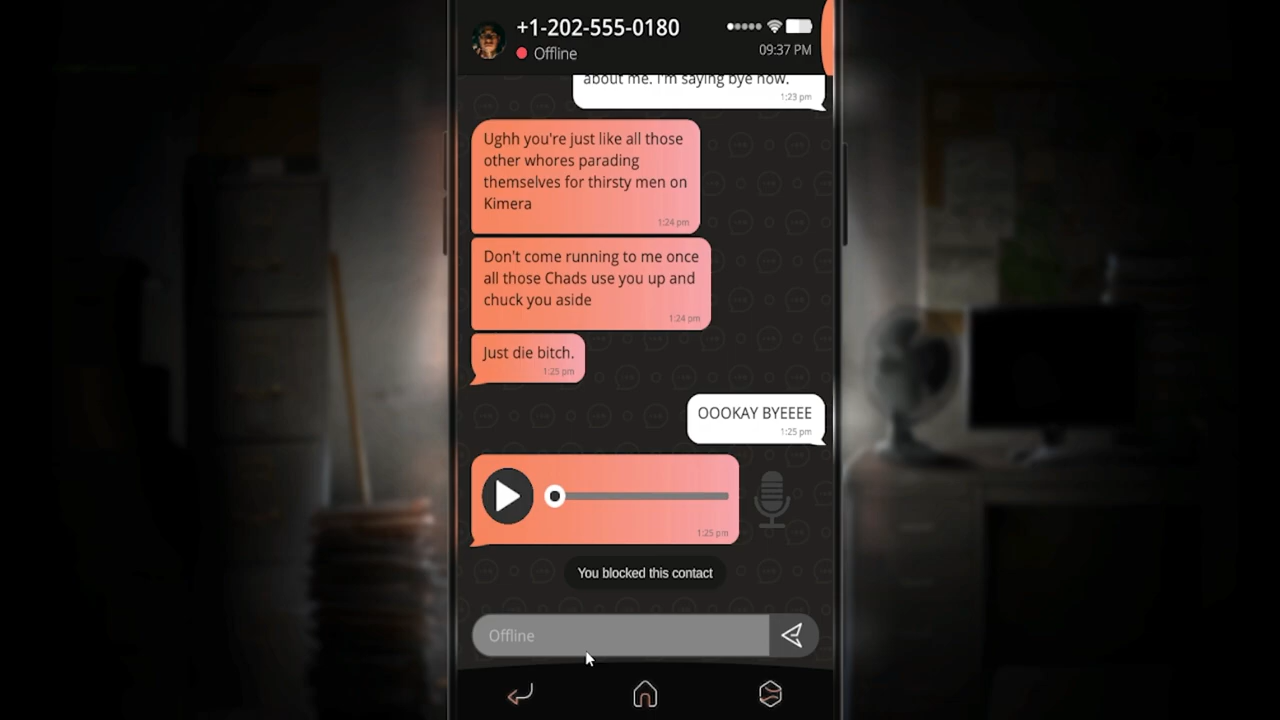 +1-202-555-0180
Offline
09:37 PM
about me. I'm saying bye now.
1:23 pm
Ughh you're just like all those
other whores parading
themselves for thirsty men on
Kimera
1:24 pm
Don't come running to me once
all those Chads use you up and
chuck you aside
1:24 pm
Just die bitch.
1:25 pm
OOOKAY BYEEEE
1:25 pm
1:25 pm
You blocked this contact
Offline